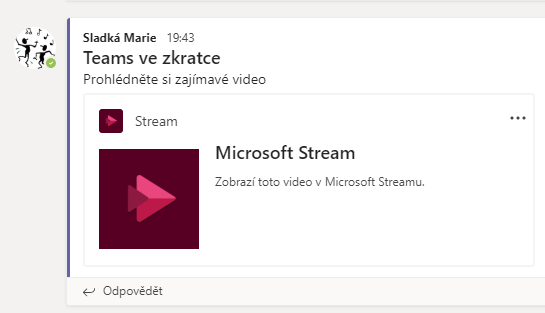 Sladká Marie 19:43
Teams ve zkratce
Prohlédněte si zajímavé video
Stream
Microsoft Stream
Zobrazí toto video v Microsoft Streamu.
Odpovědět